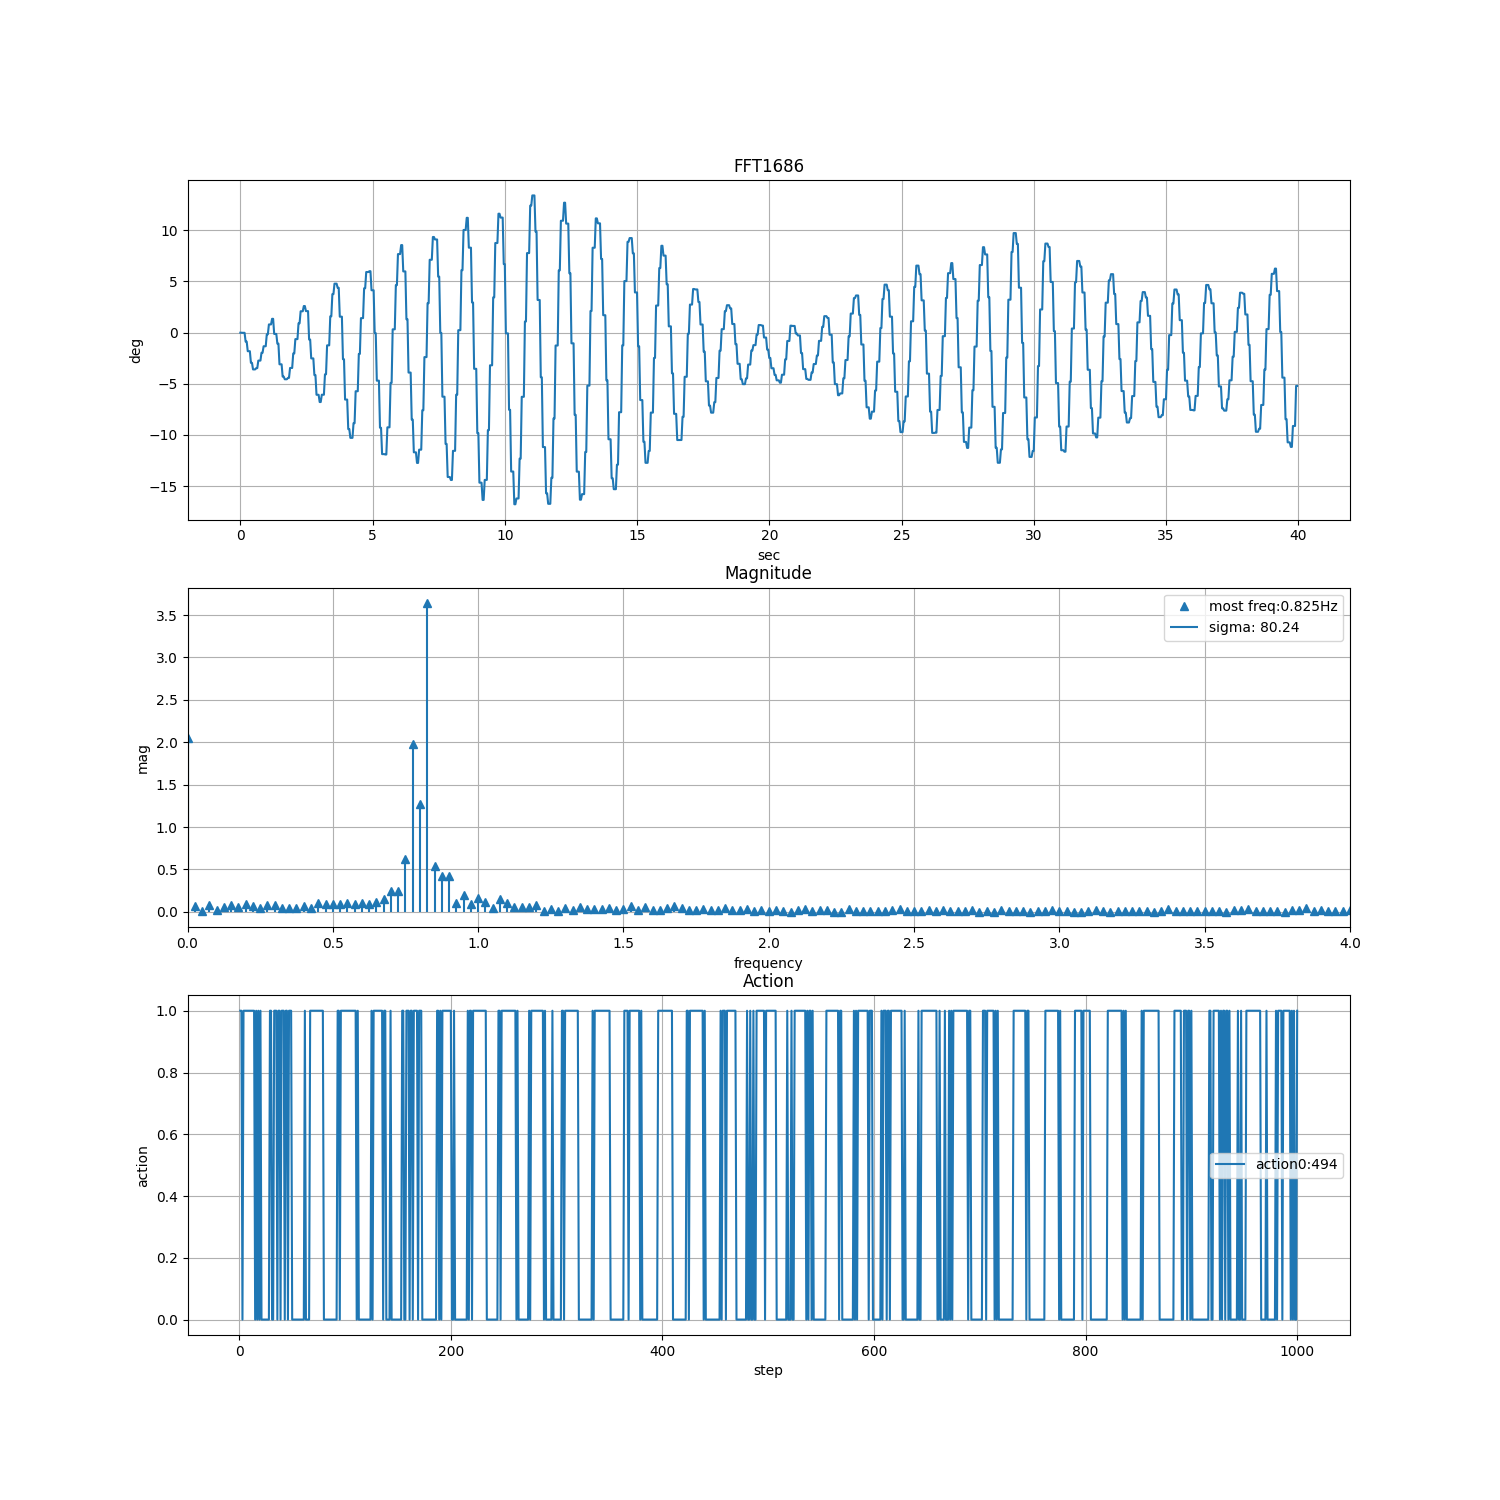 FFT1686
10
5
0
−5
−10
−15
deg
0 5 10 15 20 25 30 35 40
sec
Magnitude
most freq:0.825Hz
sigma: 80.24
3.5
3.0
2.5
2.0
1.5
1.0
0.5
0.0
mag
0.0 0.5 1.0 1.5 2.0 2.5 3.0 3.5 4.0
frequency
Action
1.0
0.8
0.6
0.4
0.2
0.0
action
action0:494
0 200 400 600 800 1000
step